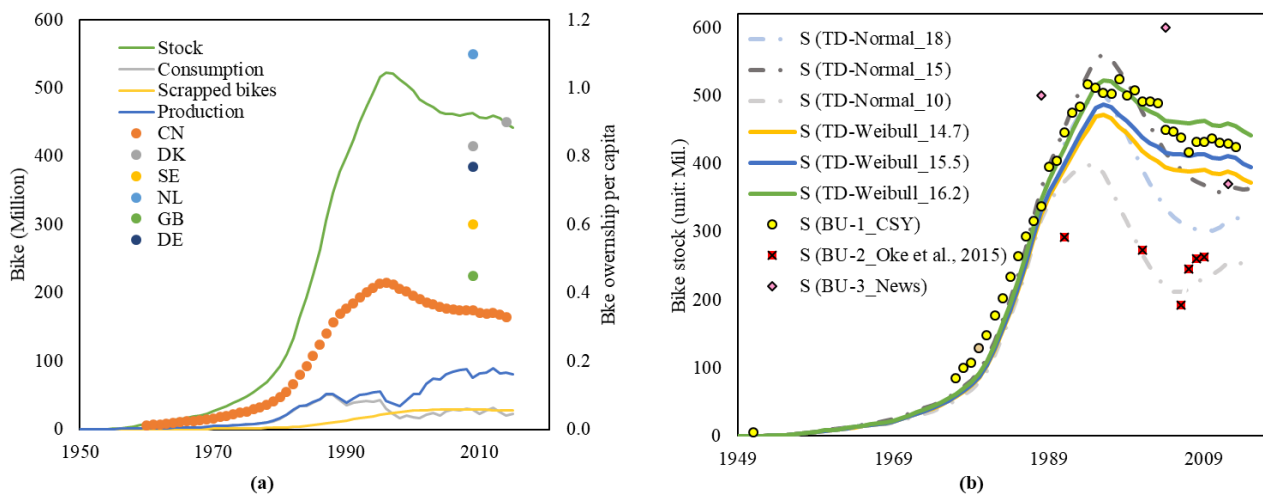 600
500
400
300
200
100
0
Bike (Million)
1950
1970
1990
2010
1.2
1.0
0.8
0.6
0.4
0.2
0.0
Bke ownership per capita
Stock
Consumption
Scrapped bikes
Production
CN
DK
SE
NL
GB
DE
(a)
600
500
400
300
200
100
0
Bike stock (unit: Mil.)
1949
1969
1989
2009
S (TD-Normal_18)
S (TD-Normal_15)
S (TD-Normal_10)
S (TD-Weibull_14.7)
S (TD-Weibull_15.5)
S (TD-Weibull_16.2)
S (BU-1_CSY)
S (BU-2_Oke et al., 2015)
S (BU-3_News)
(b)